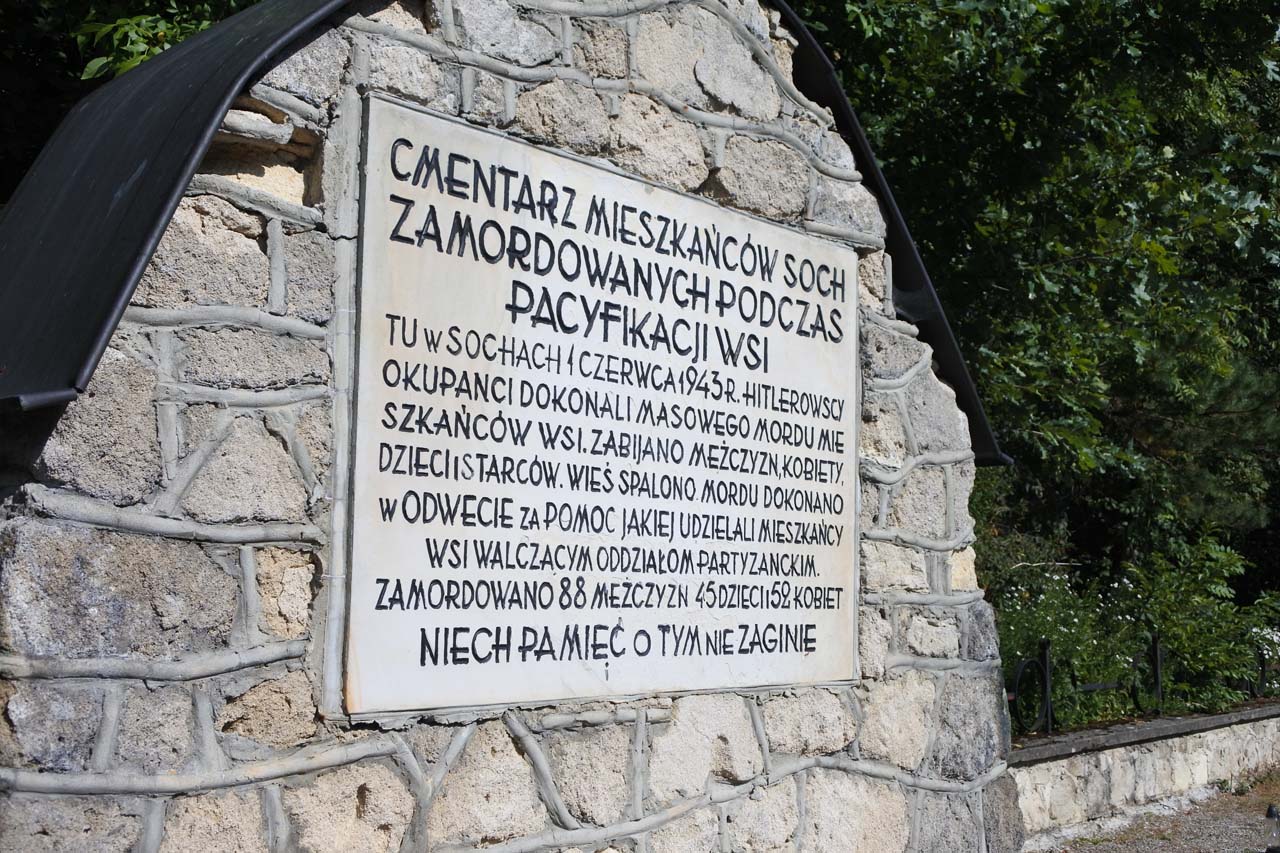 CMENTARZ MIESZKAŃCÓW SOCH
ZAMORDOWANYCH PODCZAS
PACYFIKACJI WSI
TU W SOCHACH 1 CZERWCA 1943 R. HITLEROWSCY
OKUPANCI DOKONALI MASOWEGO MORDU MIE
SZKAŃCÓW WSI. ZABIJANO MEŻCZYZN, KOBIETY,
DZIECI I STARCÓW. WIEŚ SPALONO. MORDU DOKONANO
W ODWECIE ZA POMOC JAKIEJ UDZIELALI MIESZKAŃCY
WSI WALCZĄCYM ODDZIAŁOM PARTYZANCKIM.
ZAMORDOWANO 88 MEŻCZYZN 45 DZIECI I 52 KOBIET
NIECH PAMIĘĆ O TYM NIE ZAGINIE